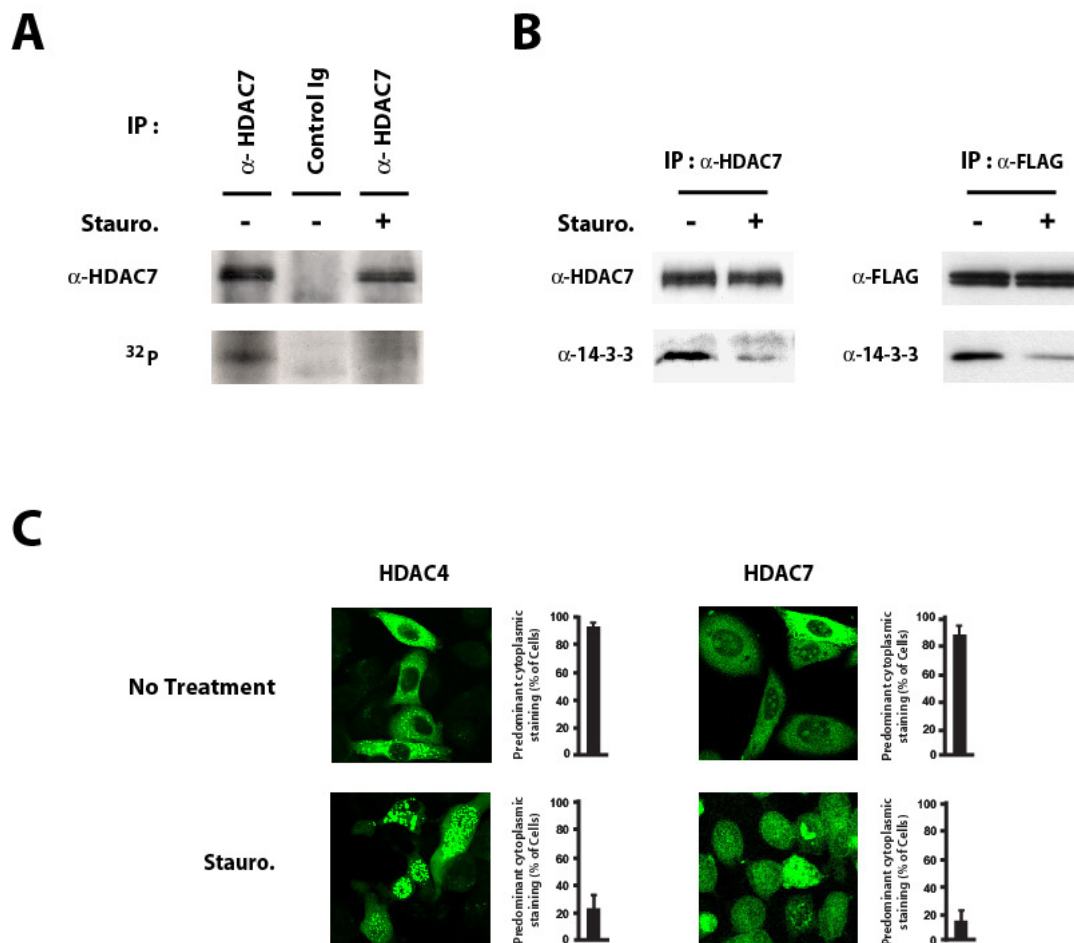 A
IP :
α- HDAC7
Control Ig
α- HDAC7
Stauro.
-
-
+
α-HDAC7
32P
B
IP : α-HDAC7
IP : α-FLAG
Stauro.
-
+
-
+
α-HDAC7
α-FLAG
α-14-3-3
α-14-3-3
C
HDAC4
HDAC7
No Treatment
Predominant cytoplasmic
staining (% of Cells)
100
80
60
40
20
0
Predominant cytoplasmic
staining (% of Cells)
100
80
60
40
20
0
Stauro.
Predominant cytoplasmic
staining (% of Cells)
100
80
60
40
20
0
Predominant cytoplasmic
staining (% of Cells)
100
80
60
40
20
0